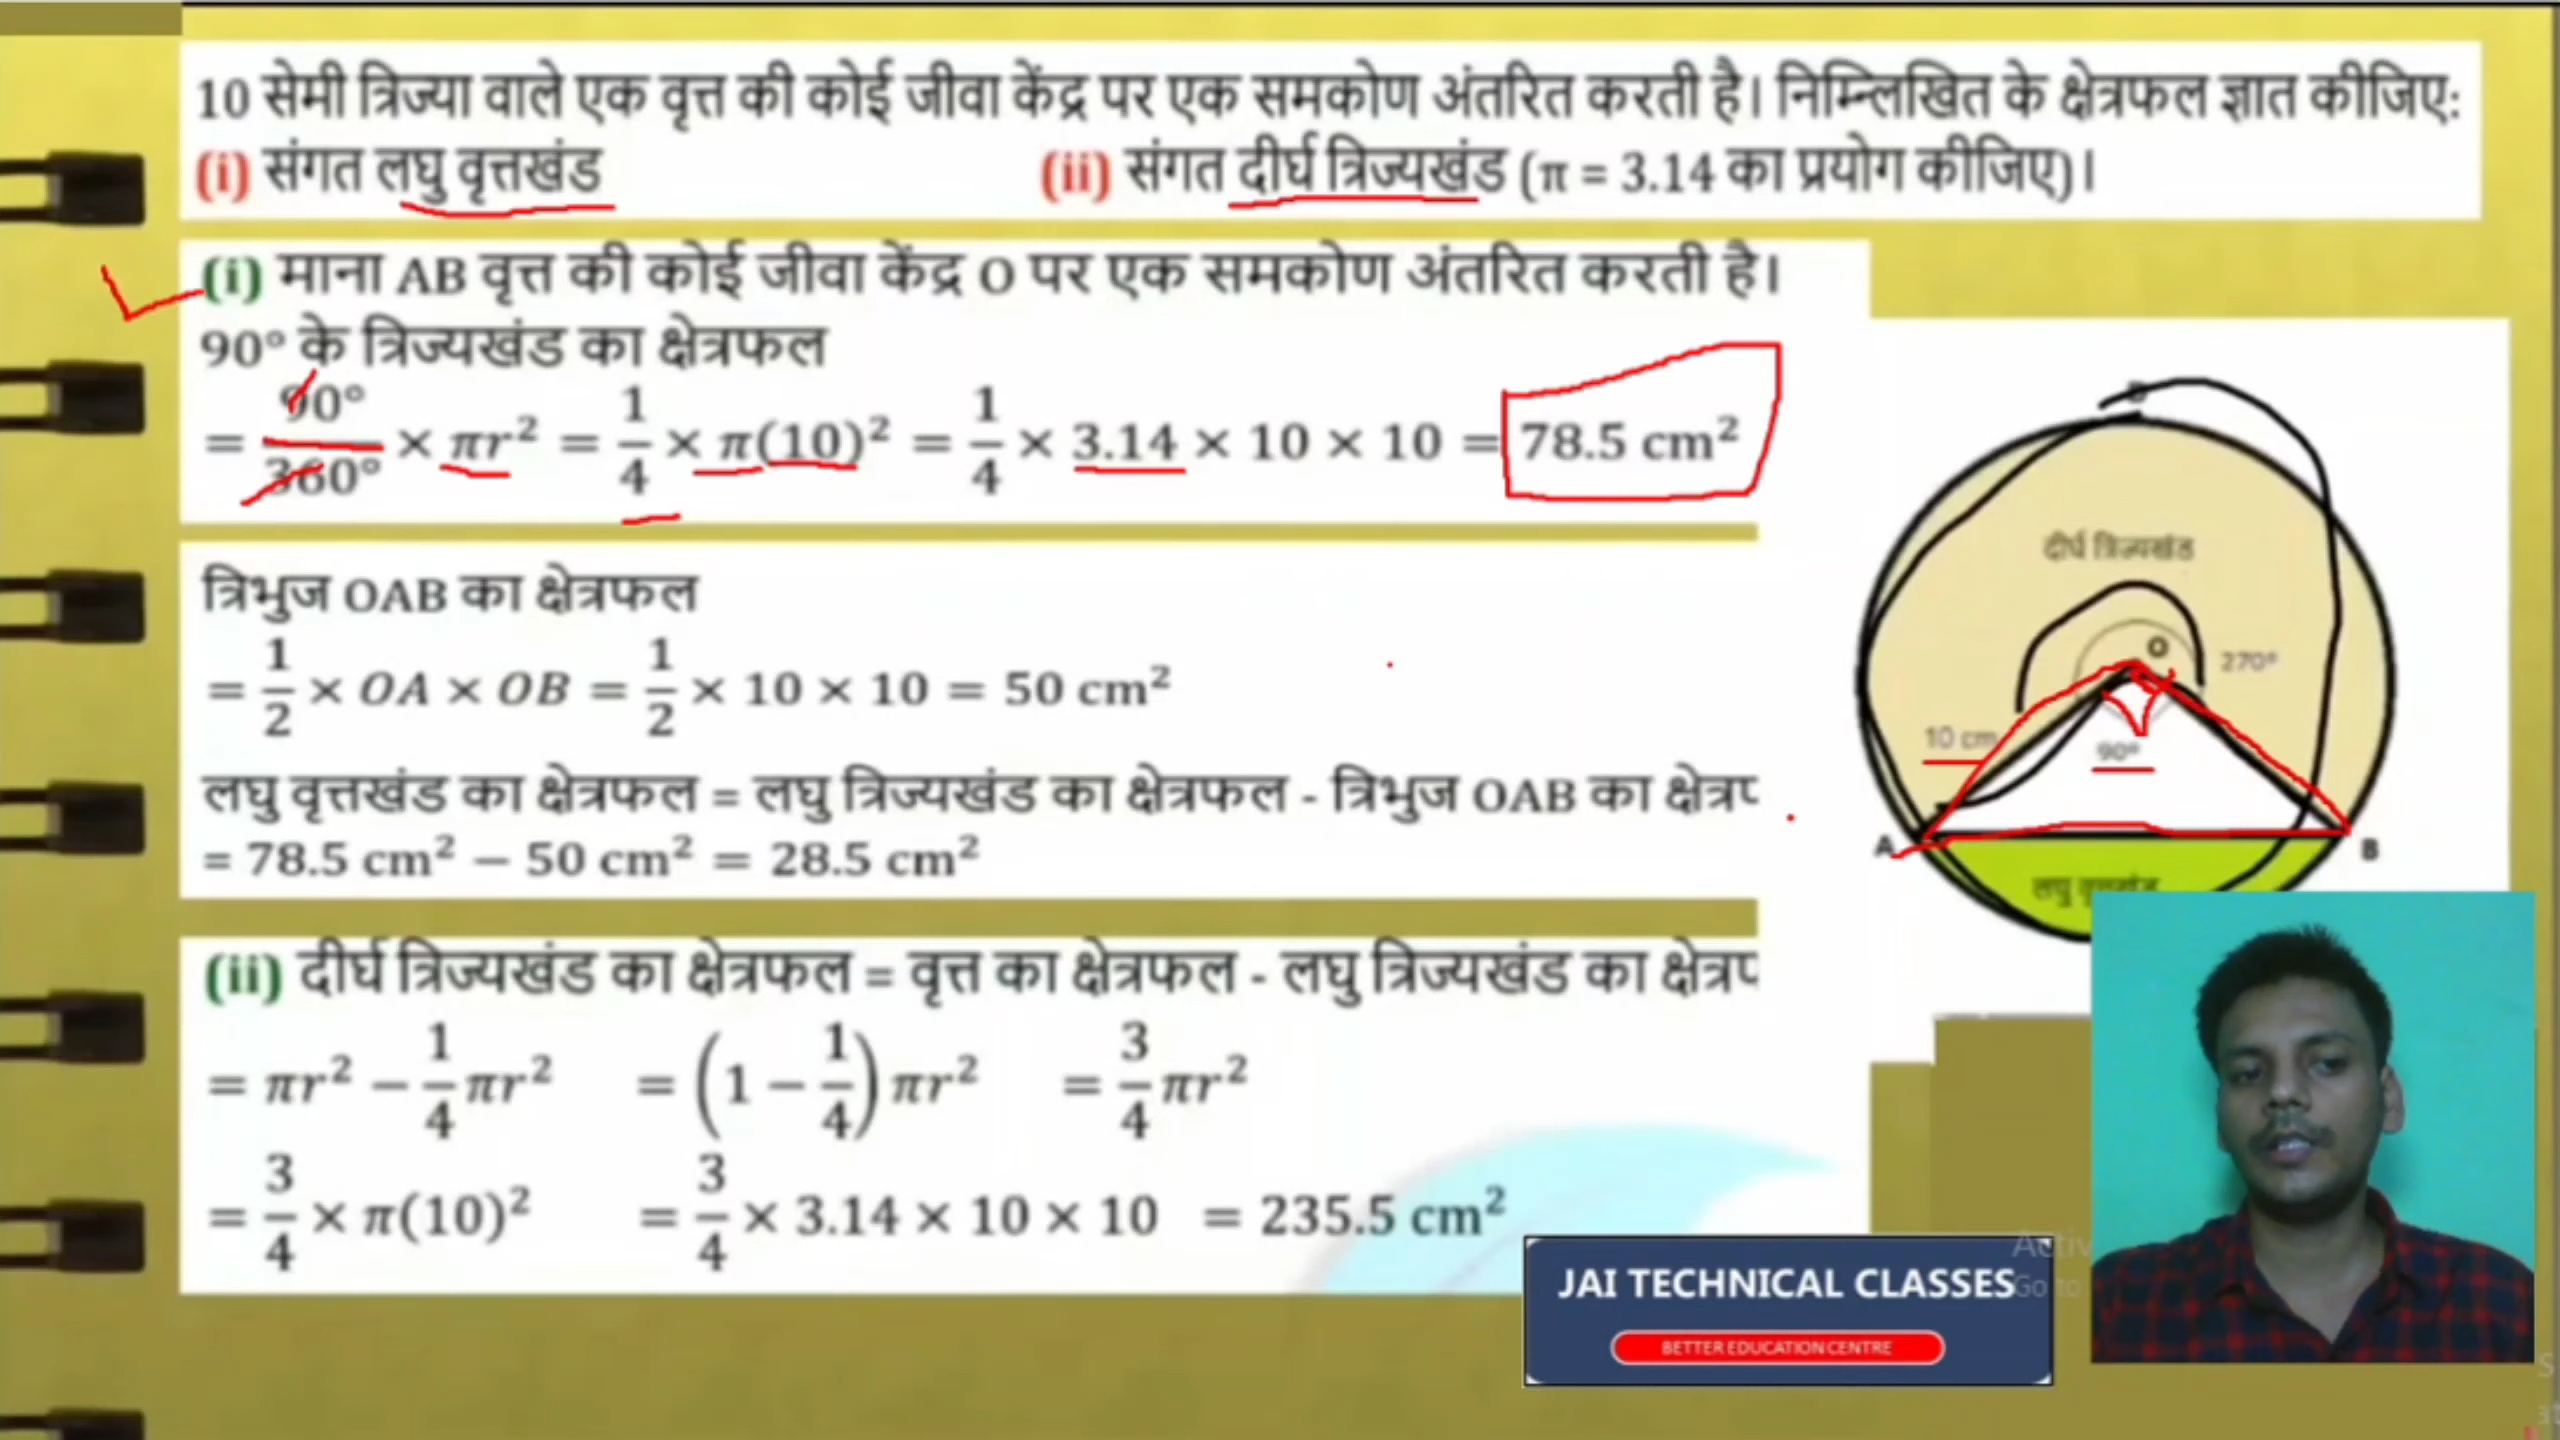 10 सेमी त्रिज्या वाले एक वृत्त की कोई जीवा केंद्र पर एक समकोण अंतरित करती है। निम्नलिखित के क्षेत्रफल ज्ञात कीजिए:
(i) संगत लघु वृत्तखंड (ii) संगत दीर्घ त्रिज्यखंड (π = 3.14 का प्रयोग कीजिए)।
(i) माना AB वृत्त की कोई जीवा केंद्र O पर एक समकोण अंतरित करती है।
90° के त्रिज्यखंड का क्षेत्रफल
= 90°/360° × πr² = 1/4 × π(10)² = 1/4 × 3.14 × 10 × 10 = 78.5 cm²
त्रिभुज OAB का क्षेत्रफल
= 1/2 × OA × OB = 1/2 × 10 × 10 = 50 cm²
लघु वृत्तखंड का क्षेत्रफल = लघु त्रिज्यखंड का क्षेत्रफल - त्रिभुज OAB का
= 78.5 cm² − 50 cm² = 28.5 cm²
(ii) दीर्घ त्रिज्यखंड का क्षेत्रफल = वृत्त का क्षेत्रफल - लघु त्रिज्यखंड का
= πr² − 1/4 πr² = (1 − 1/4) πr² = 3/4 πr²
= 3/4 × π(10)² = 3/4 × 3.14 × 10 × 10 = 235.5 cm²
दीर्घ त्रिज्यखंड
O
270°
10 cm
90°
A
B
लघु
JAI TECHNICAL CLASSES
BETTER EDUCATION CENTRE
Go to